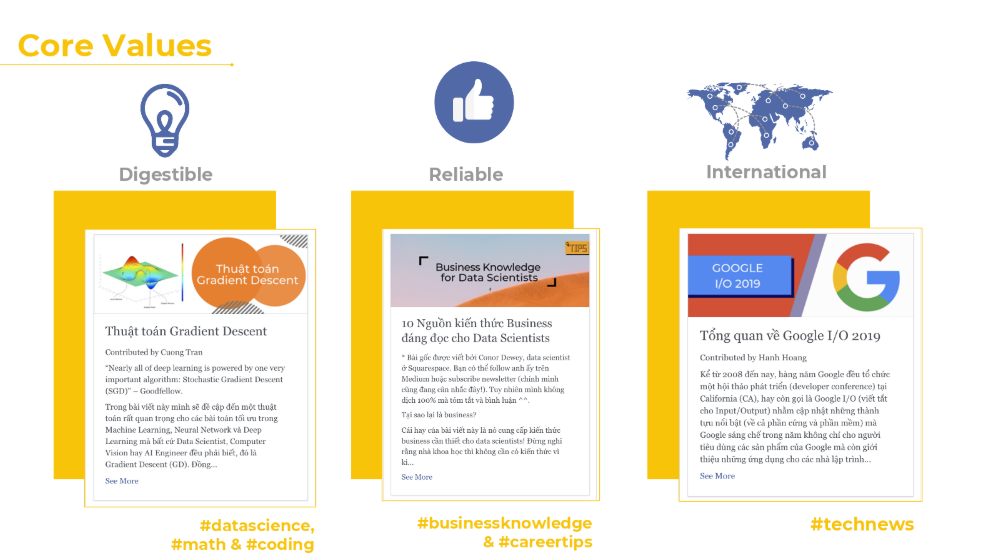 Core Values
Digestible
Thuật toán
Gradient Descent
Thuật toán Gradient Descent
Contributed by Cuong Tran
“Nearly all of deep learning is powered by one very
important algorithm: Stochastic Gradient Descent
(SGD)” – Goodfellow.
Trong bài viết này mình sẽ đề cập đến một thuật
toán rất quan trọng cho các bài toán tối ưu trong
Machine Learning, Neural Network và Deep
Learning mà bất cứ Data Scientist, Computer
Vision hay AI Engineer đều phải biết, đó là
Gradient Descent (GD). Đồng...
See More
#datascience,
#math & #coding
Reliable
TIPS
Business Knowledge
for Data Scientists
10 Nguồn kiến thức Business
đáng đọc cho Data Scientists
* Bài gốc được viết bởi Conor Dewey, data scientist
ở Squarespace. Bạn có thể follow anh ấy trên
Medium hoặc subscribe newsletter (chính mình
cũng đang cân nhắc đây!). Tuy nhiên mình không
dịch 100% mà tóm tắt và bình luận ^^.
Tại sao lại là business?
Cái hay của bài viết này là nó cung cấp kiến thức
business cần thiết cho data scientists! Đừng nghĩ
rằng nhà khoa học thì không cần có kiến thức vì
kì...
See More
#businessknowledge
& #careertips
International
GOOGLE
I/O 2019
Tổng quan về Google I/O 2019
Contributed by Hanh Hoang
Kể từ 2008 đến nay, hàng năm Google đều tổ chức
một hội thảo phát triển (developer conference) tại
California (CA), hay còn gọi là Google I/O (viết tắt
cho Input/Output) nhằm cập nhật những thành
tựu nổi bật (về cả phần cứng và phần mềm) mà
Google sáng chế trong năm không chỉ cho người
tiêu dùng các sản phẩm của Google mà còn giới
thiệu những ứng dụng cho các nhà lập trình...
See More
#technews